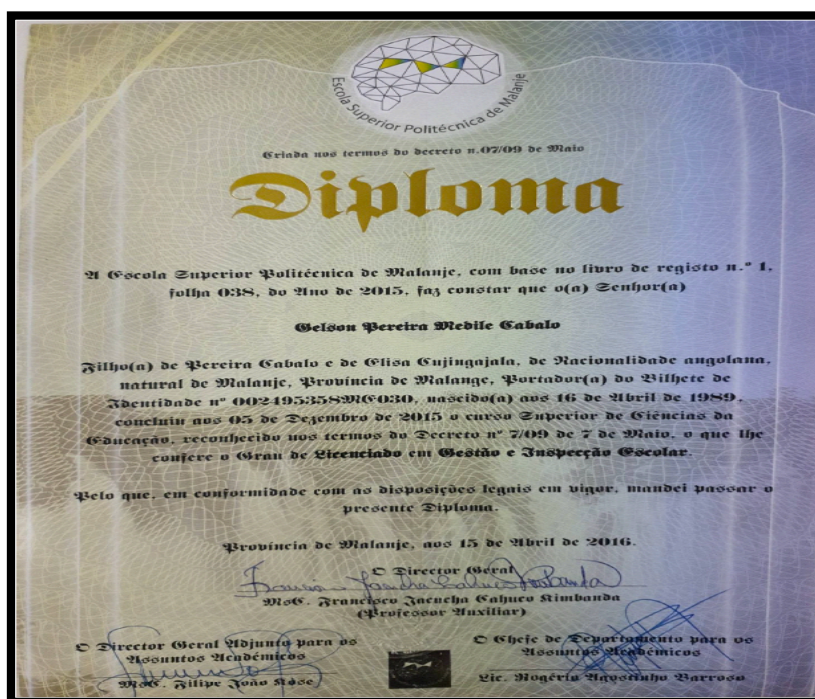 Escola Superior Politécnica de Malanje
Criada nos termos do decreto n.07/09 de Maio
Diploma
A Escola Superior Politécnica de Malanje, com base no livro de registo n.º 1,
folha 038, do Ano de 2015, faz constar que o(a) Senhor(a)
Gelson Pereira Medile Cabalo
Filho(a) de Pereira Cabalo e de Elisa Cujingajala, de Nacionalidade angolana,
natural de Malanje, Província de Malange, Portador(a) do Bilhete de
Identidade nº 002495358ME030, nascido(a) aos 16 de Abril de 1989,
concluiu aos 05 de Dezembro de 2015 o curso Superior de Ciências da
Educação, reconhecido nos termos do Decreto nº 7/09 de 7 de Maio, o que lhe
confere o Grau de Licenciado em Gestão e Inspecção Escolar.
Pelo que, em conformidade com as disposições legais em vigor, mandei passar o
presente Diploma.
Província de Malanje, aos 15 de Abril de 2016.
O Director Geral
MsC. Francisco Jacucha Cahuco Kimbanda
(Professor Auxiliar)
O Director Geral Adjunto para os
Assuntos Académicos
MsC. Filipe João Kose
O Chefe de Departamento para os
Assuntos Académicos
Lic. Rogério Agostinho Barroso